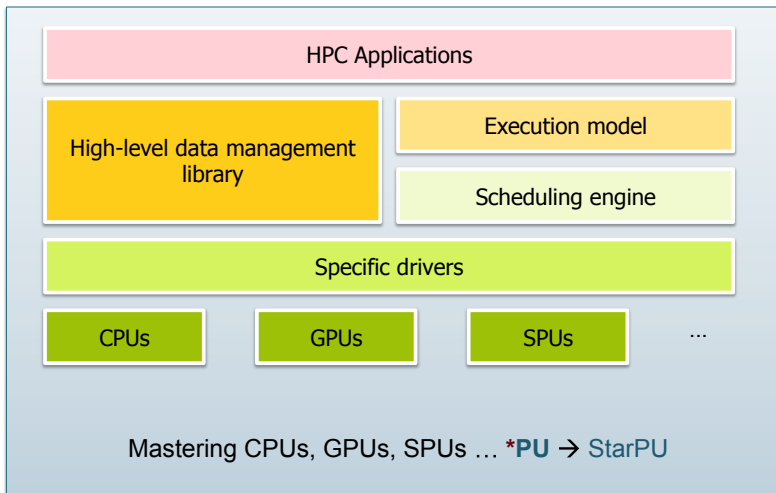 HPC Applications
High-level data management
library
Execution model
Scheduling engine
Specific drivers
CPUs
GPUs
SPUs
...
Mastering CPUs, GPUs, SPUs … *PU → StarPU